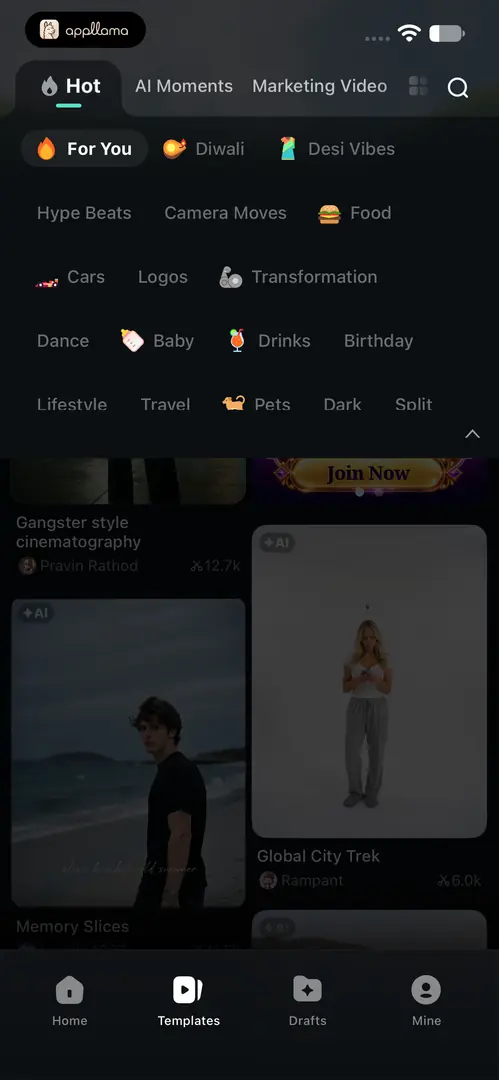 appllama
Hot AI Moments Marketing Video
For You Diwali Desi Vibes
Hype Beats Camera Moves Food
Cars Logos Transformation
Dance Baby Drinks Birthday
Lifestyle Travel Pets Dark Split
Join Now
Gangster style
cinematography
Pravin Rathod 12.7k
AI
AI
Global City Trek
Rampant 6.0k
Memory Slices
AI
Home Templates Drafts Mine